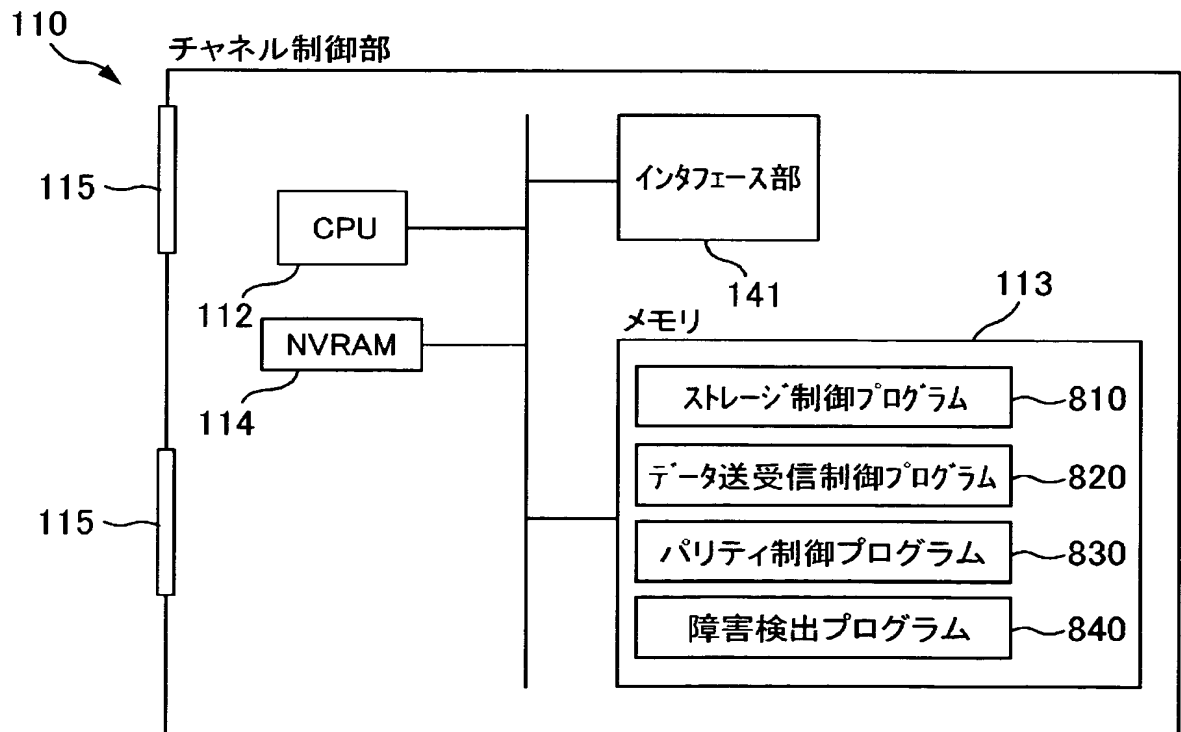 110
チャネル制御部
115
CPU
インタフェース部
112
141
113
NVRAM
メモリ
114
ストレージ制御プログラム
810
データ送受信制御プログラム
820
115
パリティ制御プログラム
830
障害検出プログラム
840